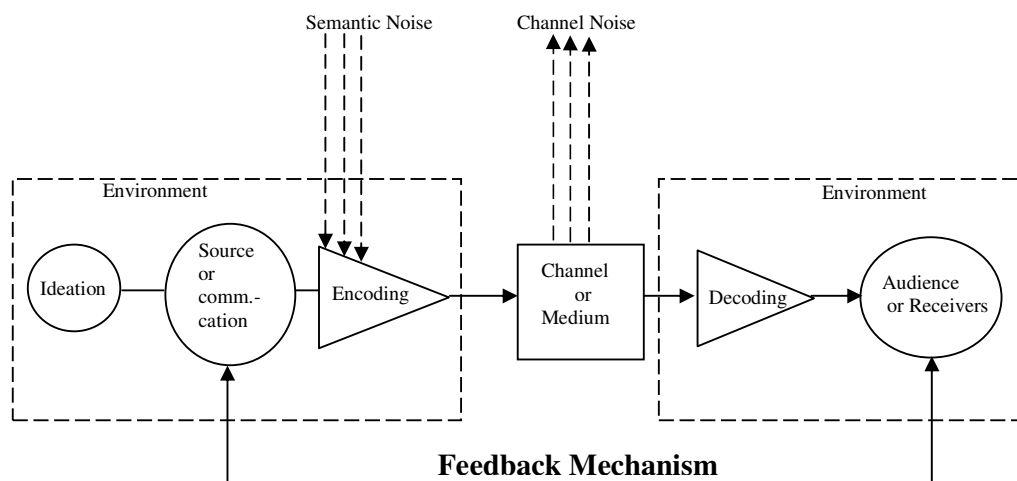 Semantic Noise
Channel Noise
Environment
Environment
Ideation
Source
or
comm.-
cation
Encoding
Channel
or
Medium
Decoding
Audience
or Receivers
Feedback Mechanism